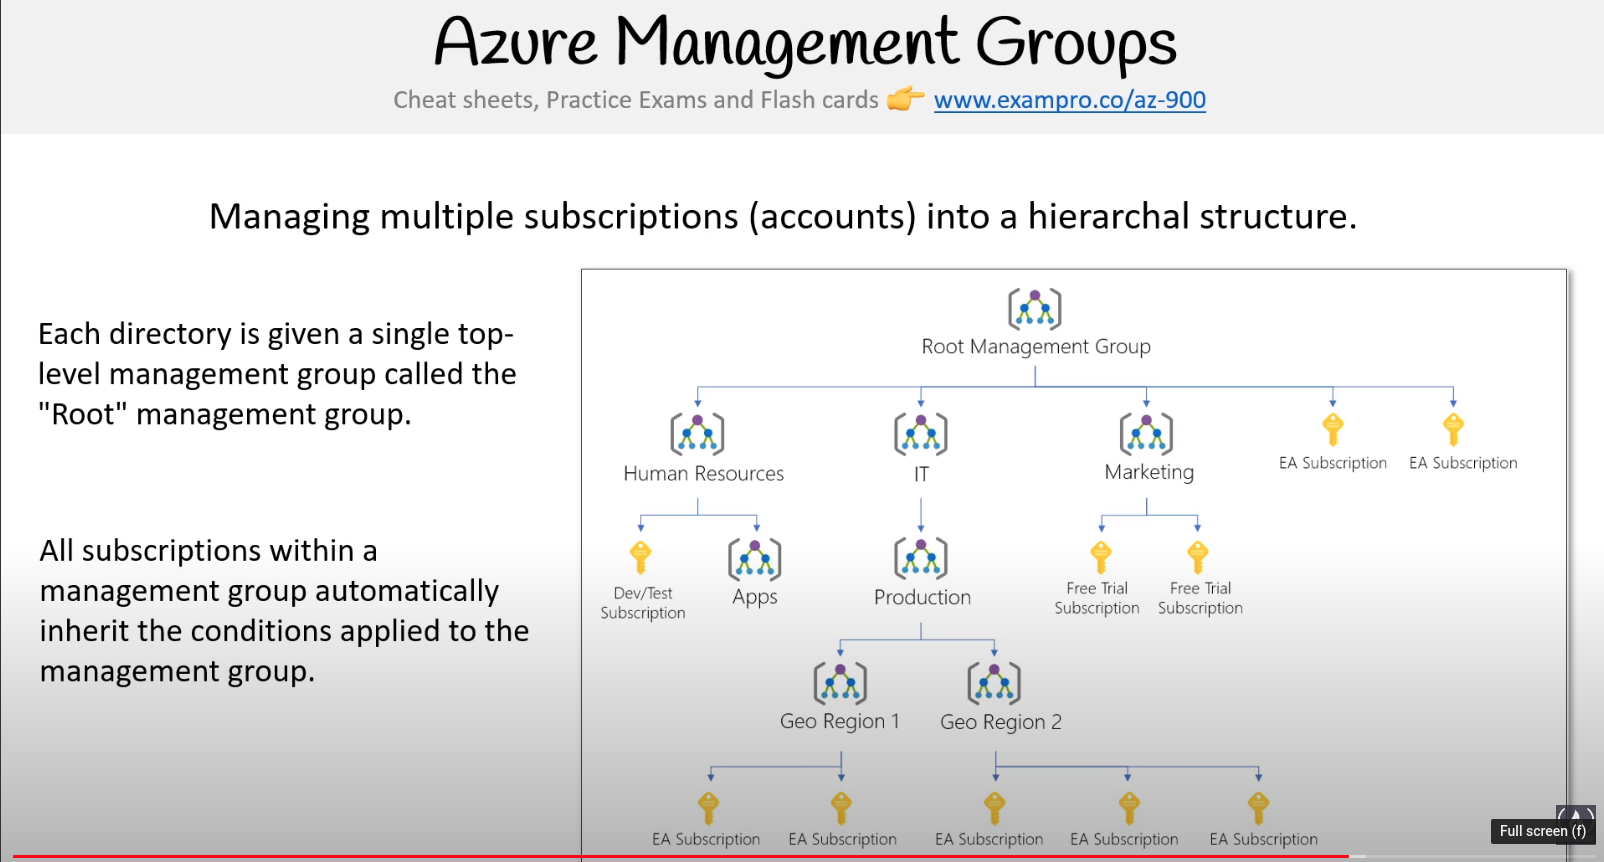 Azure Management Groups
Cheat sheets, Practice Exams and Flash cards 👉 www.exampro.co/az-900
Managing multiple subscriptions (accounts) into a hierarchal structure.
Each directory is given a single top-
level management group called the
"Root" management group.
All subscriptions within a
management group automatically
inherit the conditions applied to the
management group.
Root Management Group
Human Resources
IT
Marketing
EA Subscription
EA Subscription
Dev/Test
Subscription
Apps
Production
Free Trial
Subscription
Free Trial
Subscription
Geo Region 1
Geo Region 2
EA Subscription
EA Subscription
EA Subscription
EA Subscription
EA Subscription
Full screen (f)